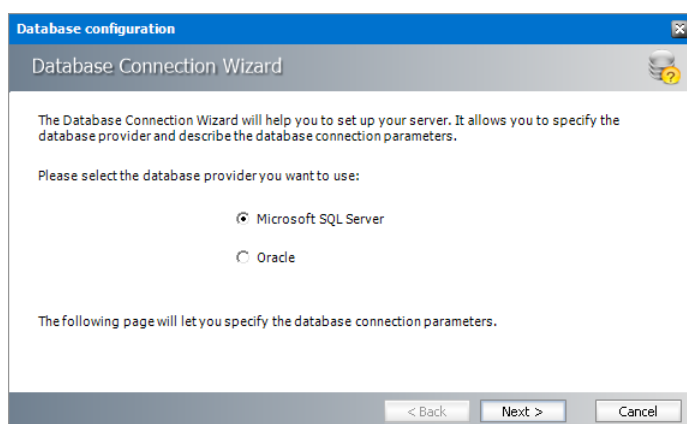 Database configuration
Database Connection Wizard
The Database Connection Wizard will help you to set up your server. It allows you to specify the
database provider and describe the database connection parameters.
Please select the database provider you want to use:
Microsoft SQL Server
Oracle
The following page will let you specify the database connection parameters.
< Back Next > Cancel